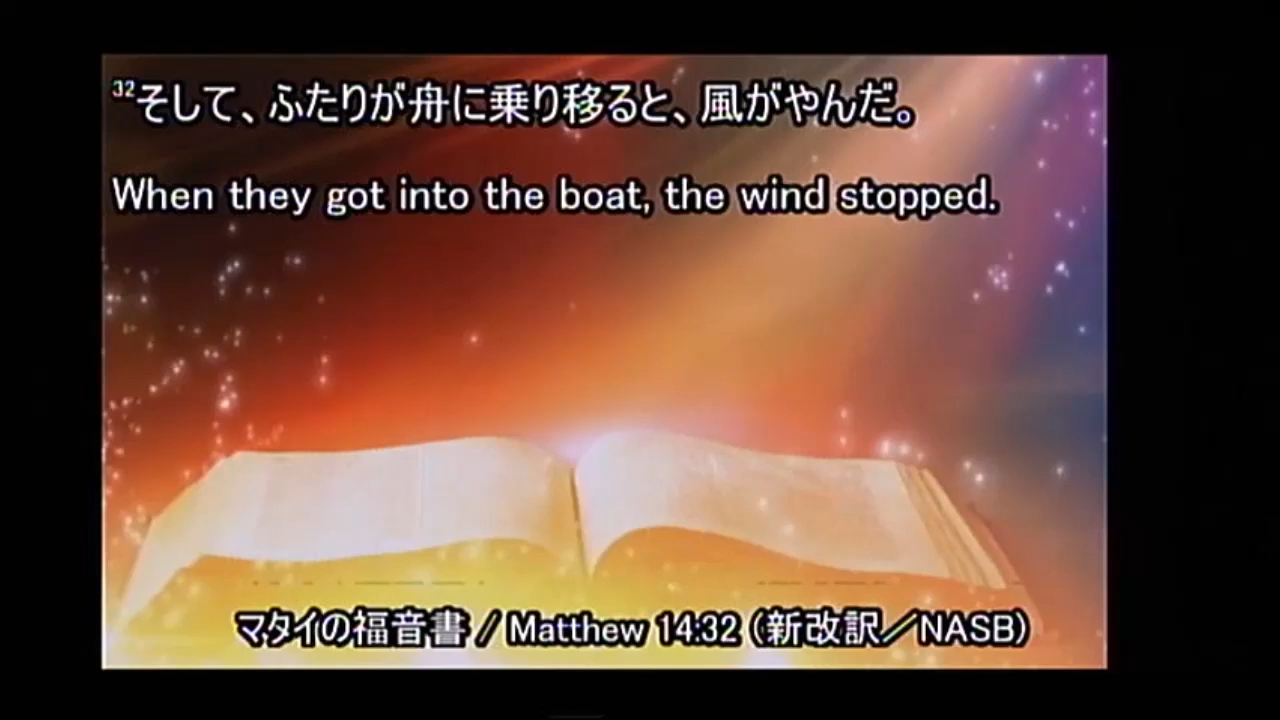 32そして、ふたりが舟に乗り移ると、風がやんだ。
When they got into the boat, the wind stopped.
マタイの福音書 / Matthew 14:32 (新改訳／NASB)